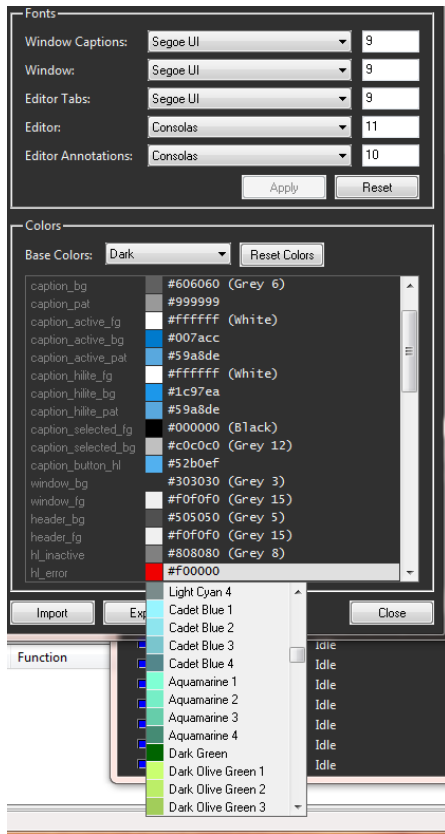 Fonts
Window Captions: Segoe UI 9
Window: Segoe UI 9
Editor Tabs: Segoe UI 9
Editor: Consolas 11
Editor Annotations: Consolas 10
Apply Reset
Colors
Base Colors: Dark Reset Colors
caption_bg #606060 (Grey 6)
caption_pat #999999
caption_active_fg #ffffff (White)
caption_active_bg #007acc
caption_active_pat #59a8de
caption_hilite_fg #ffffff (White)
caption_hilite_bg #1c97ea
caption_hilite_pat #59a8de
caption_selected_fg #000000 (Black)
caption_selected_bg #c0c0c0 (Grey 12)
caption_button_hl #52b0ef
window_bg #303030 (Grey 3)
window_fg #f0f0f0 (Grey 15)
header_bg #505050 (Grey 5)
header_fg #f0f0f0 (Grey 15)
hl_inactive #808080 (Grey 8)
hl_error #f00000
Light Cyan 4
Import Exp Cadet Blue 1 Close
Cadet Blue 2
Cadet Blue 3 Idle
Function Cadet Blue 4 Idle
Aquamarine 1 Idle
Aquamarine 2 Idle
Aquamarine 3 Idle
Aquamarine 4 Idle
Dark Green Idle
Dark Olive Green 1
Dark Olive Green 2
Dark Olive Green 3